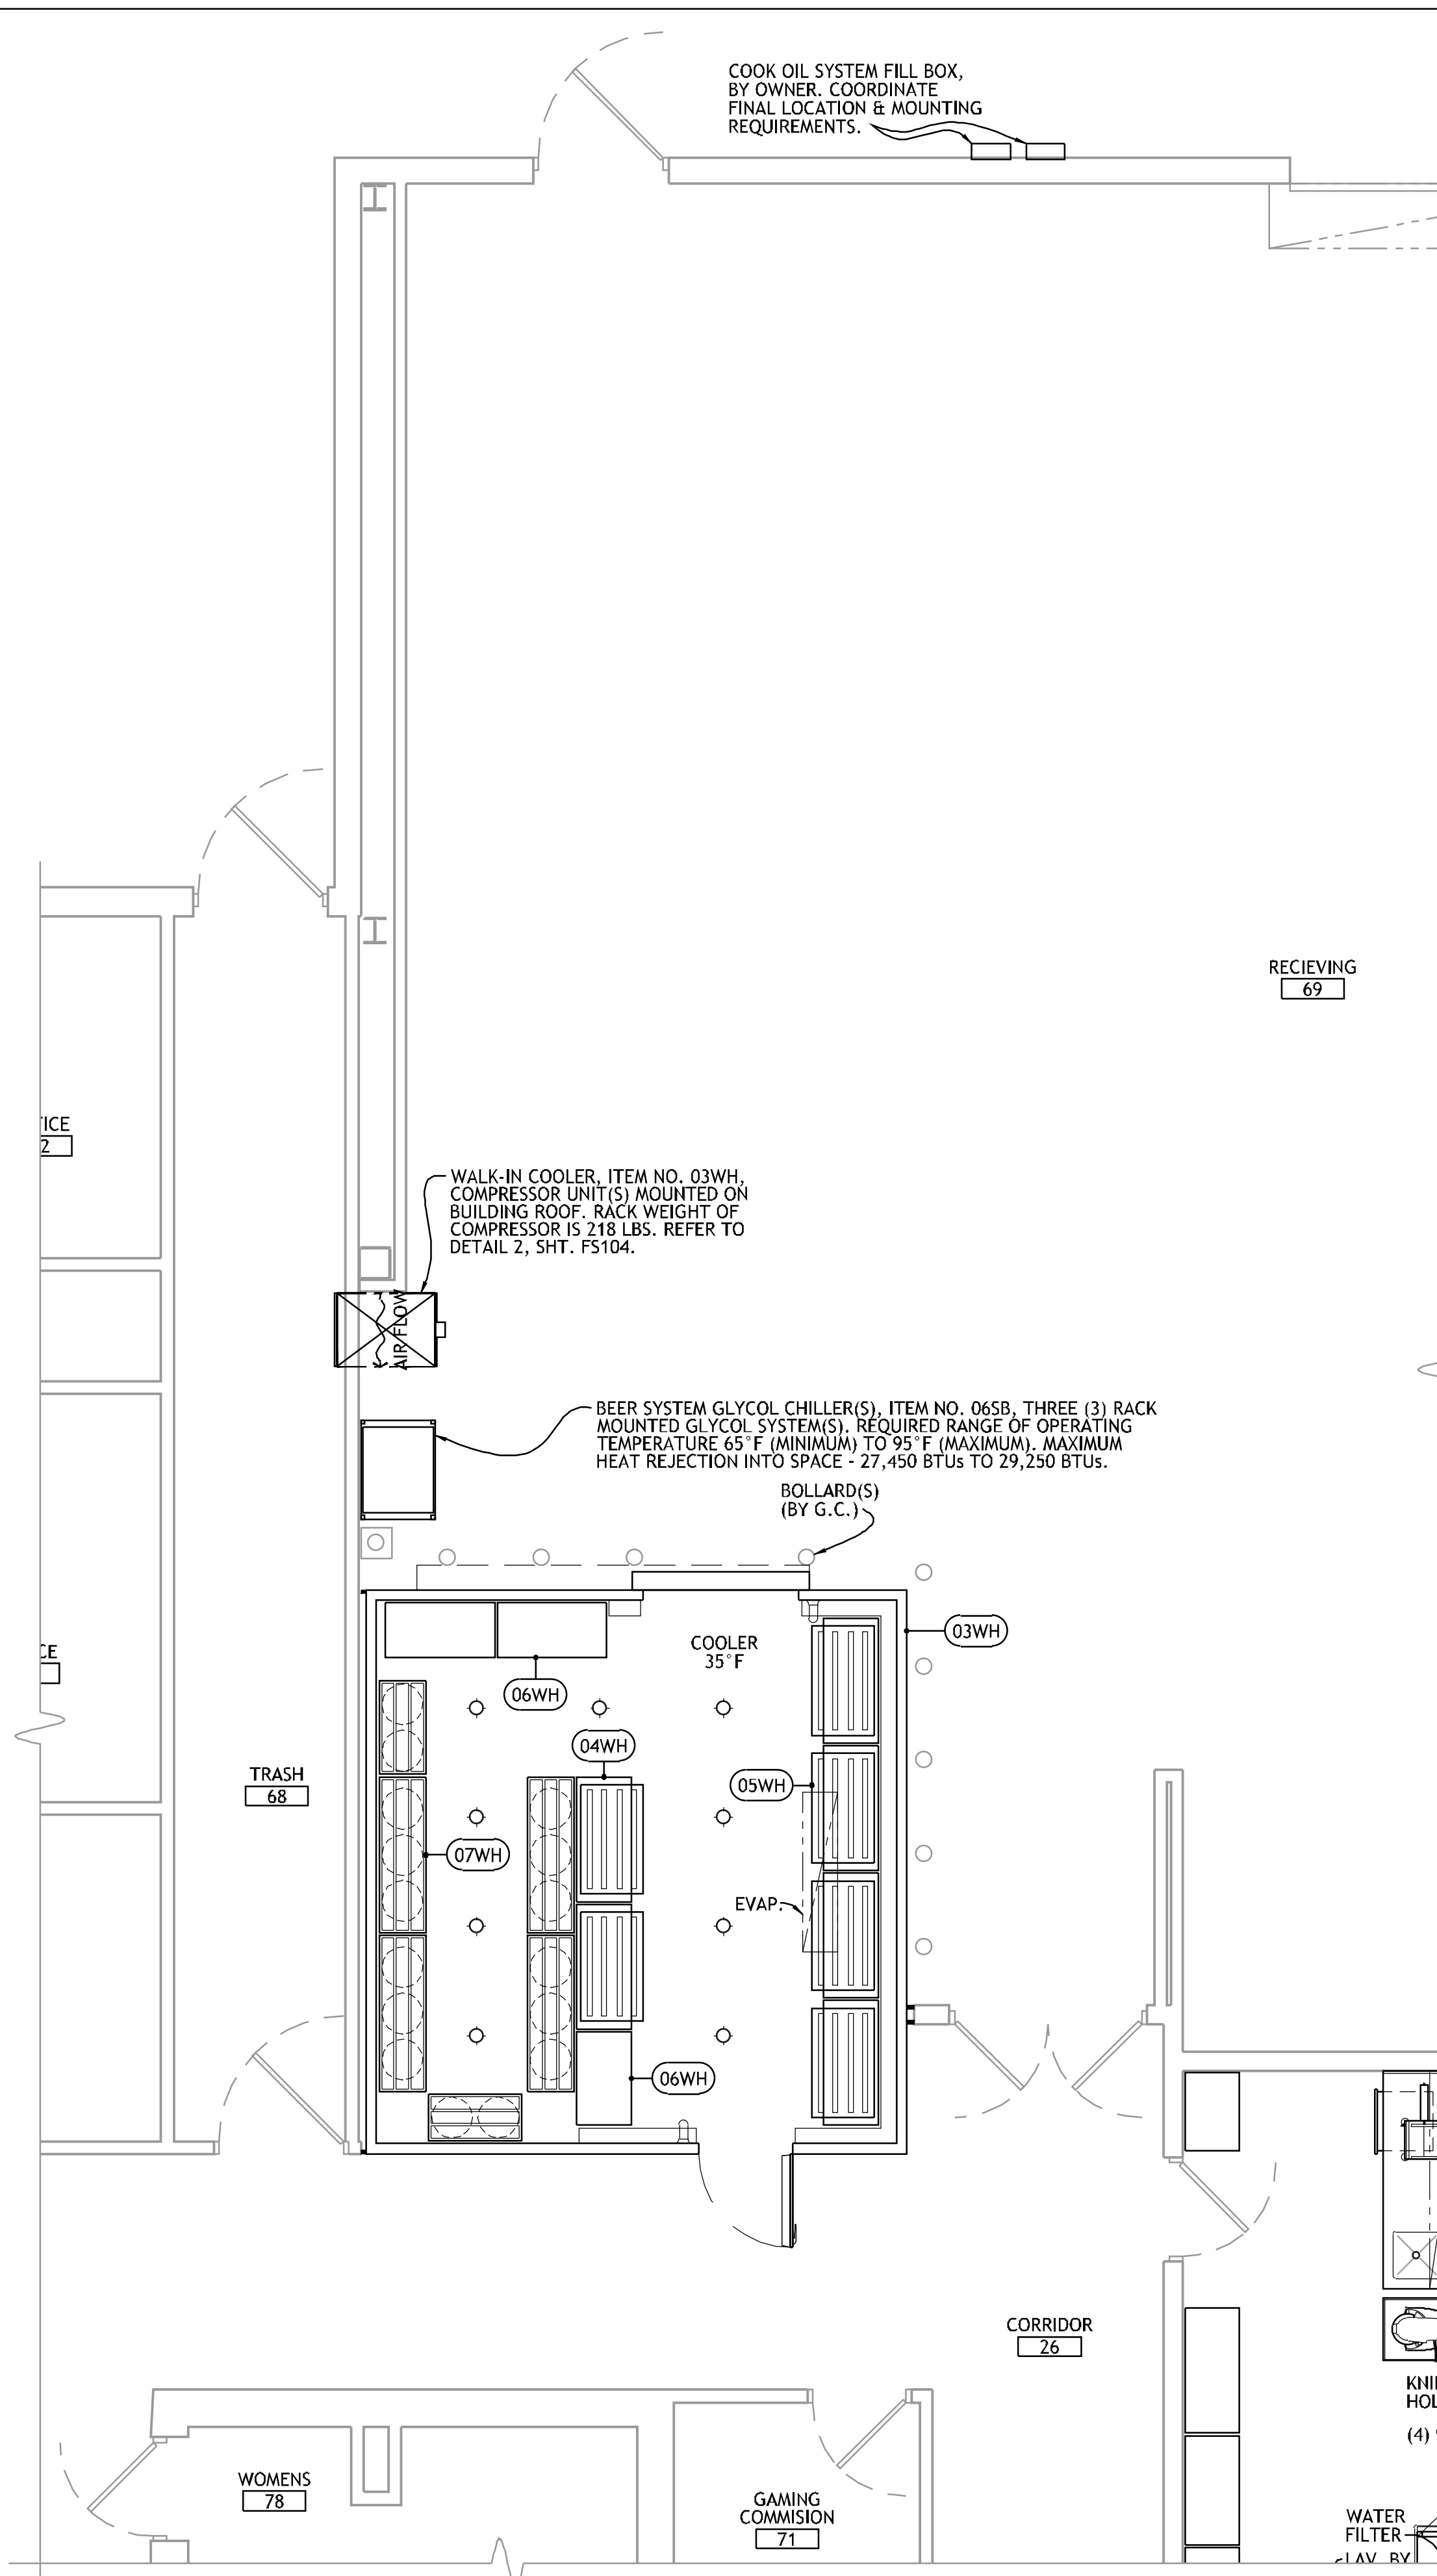 COOK OIL SYSTEM FILL BOX,
BY OWNER. COORDINATE
FINAL LOCATION & MOUNTING
REQUIREMENTS.
RECIEVING
69
2
WALK-IN COOLER, ITEM NO. 03WH,
COMPRESSOR UNIT(S) MOUNTED ON
BUILDING ROOF. RACK WEIGHT OF
COMPRESSOR IS 218 LBS. REFER TO
DETAIL 2, SHT. FS104.
AIR FLOW
BEER SYSTEM GLYCOL CHILLER(S), ITEM NO. 06SB, THREE (3) RACK
MOUNTED GLYCOL SYSTEM(S). REQUIRED RANGE OF OPERATING
TEMPERATURE 65°F (MINIMUM) TO 95°F (MAXIMUM). MAXIMUM
HEAT REJECTION INTO SPACE - 27,450 BTUs TO 29,250 BTUs.
BOLLARD(S)
(BY G.C.)
03WH
COOLER
35°F
06WH
04WH
05WH
TRASH
68
07WH
EVAP.
06WH
CORRIDOR
26
(4)
WOMENS
78
GAMING
COMMISION
71
WATER
FILTER
LAV. BY